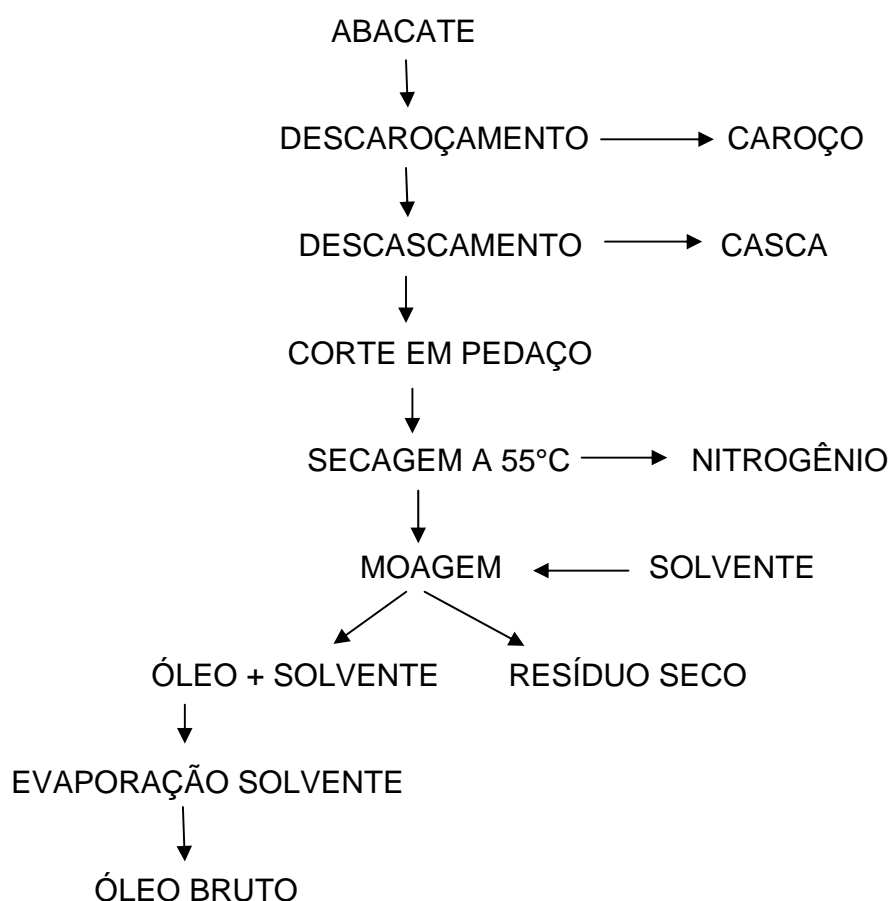 ABACATE
DESCAROÇAMENTO CAROÇO
DESCASCAMENTO CASCA
CORTE EM PEDAÇO
SECAGEM A 55°C NITROGÊNIO
MOAGEM SOLVENTE
ÓLEO + SOLVENTE RESÍDUO SECO
EVAPORAÇÃO SOLVENTE
ÓLEO BRUTO